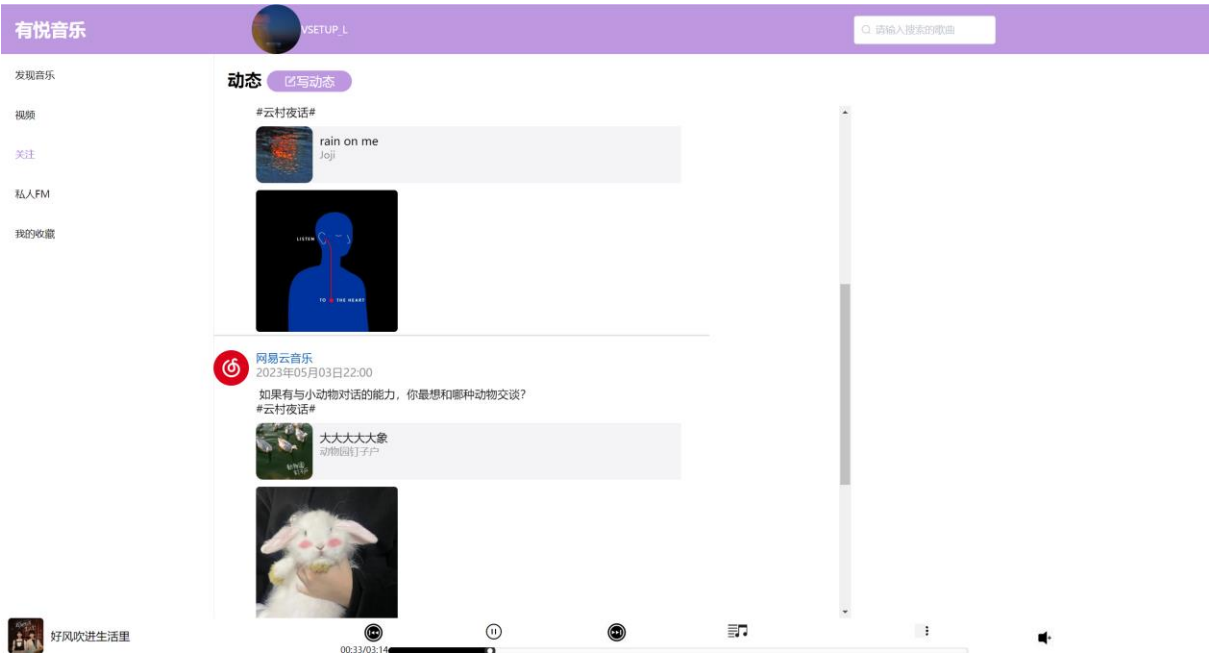 有悦音乐
VSETUP_L
请输入搜索的歌曲
发现音乐
视频
关注
私人FM
我的收藏
动态
写动态
#云村夜话#
rain on me
Joji
LISTEN
TO THE HEART
网易云音乐
2023年05月03日22:00
如果有与小动物对话的能力，你最想和哪种动物交谈？
#云村夜话#
大大大大大象
动物园钉子户
好风吹进生活里
00:33/03:14